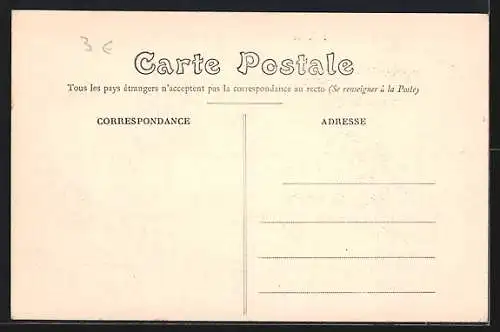 3 €
Carte Postale
Tous les pays étrangers n'acceptent pas la correspondance au recto (Se renseigner à la Poste)
CORRESPONDANCE
ADRESSE